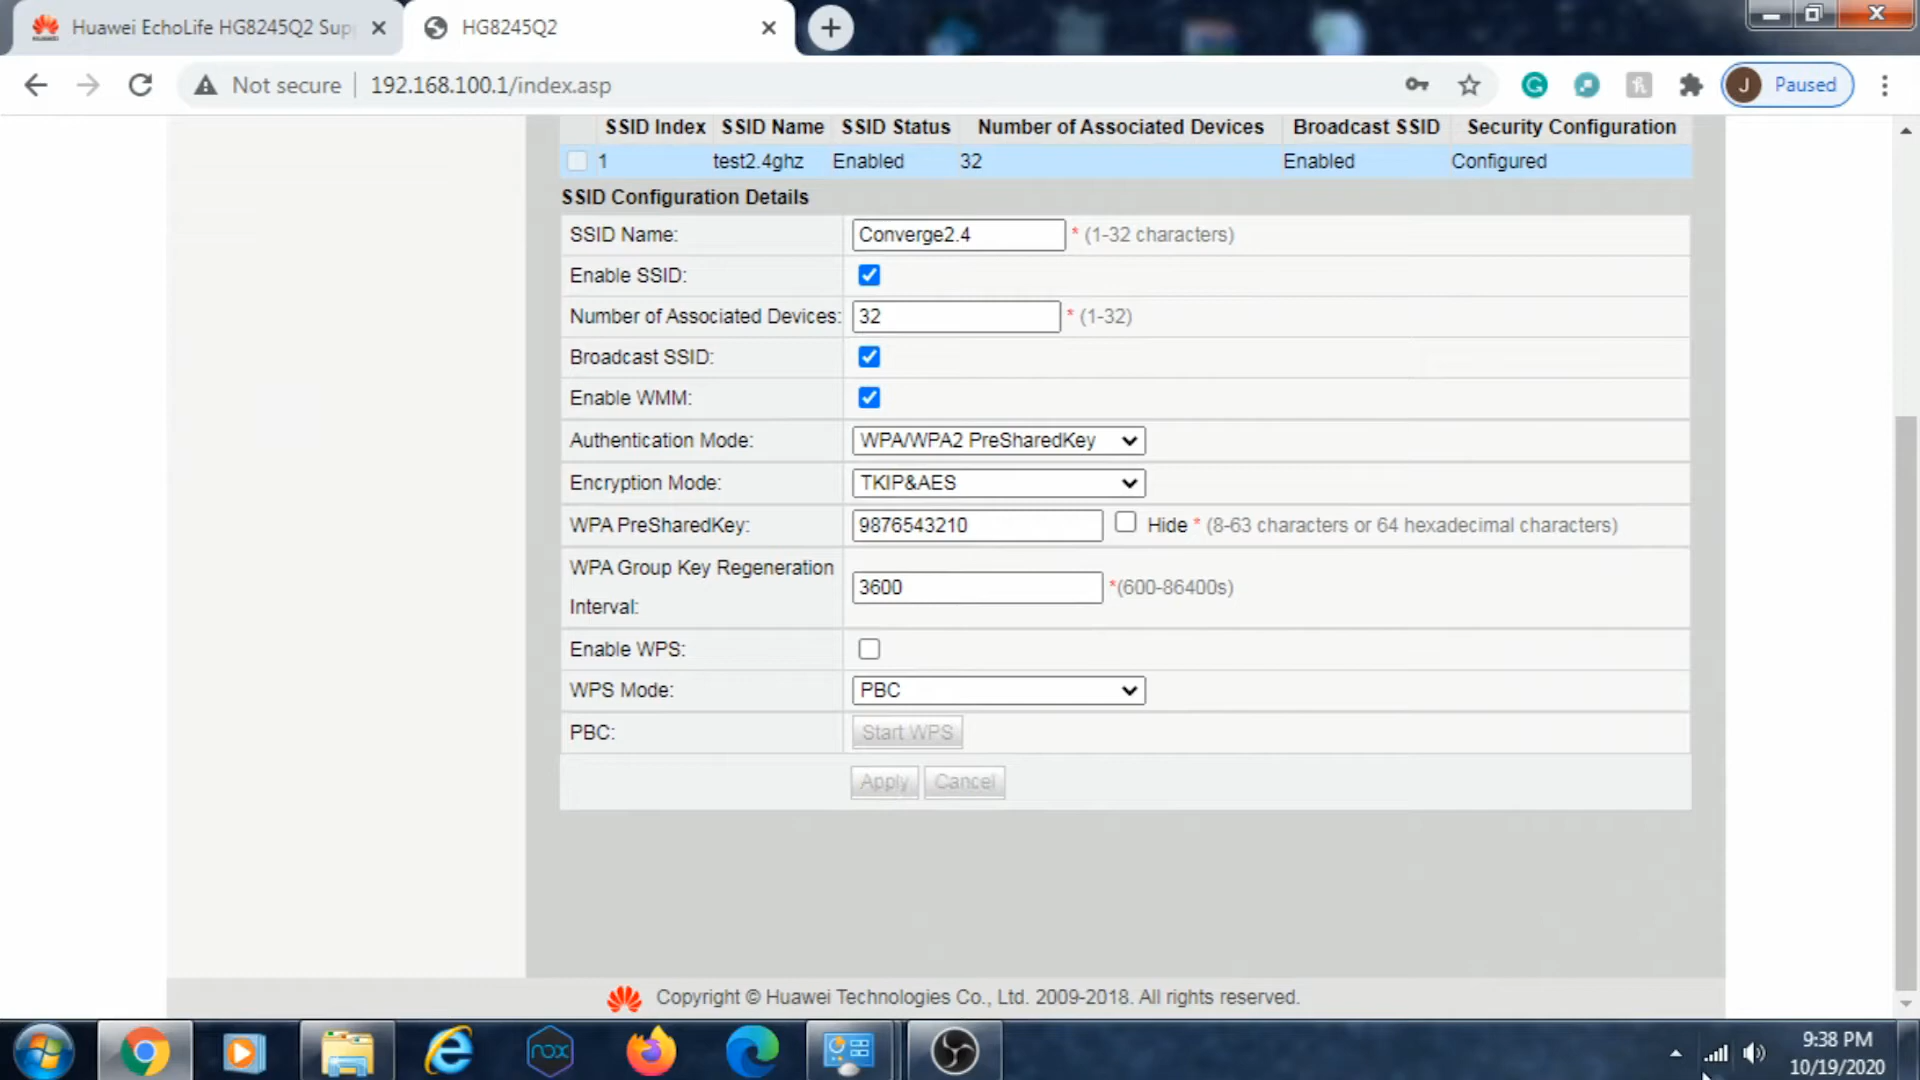 Huawei EchoLife HG8245Q2 Sup
HG8245Q2
Not secure
192.168.100.1/index.asp
J Paused
SSID Index SSID Name SSID Status Number of Associated Devices Broadcast SSID Security Configuration
1 test2.4ghz Enabled 32 Enabled Configured
SSID Configuration Details
SSID Name: Converge2.4 * (1-32 characters)
Enable SSID:
Number of Associated Devices: 32 * (1-32)
Broadcast SSID:
Enable WMM:
Authentication Mode: WPA/WPA2 PreSharedKey
Encryption Mode: TKIP&AES
WPA PreSharedKey: 9876543210 Hide * (8-63 characters or 64 hexadecimal characters)
WPA Group Key Regeneration
Interval:
3600 *(600-86400s)
Enable WPS:
WPS Mode: PBC
PBC: Start WPS
Apply Cancel
HUAWEI Copyright © Huawei Technologies Co., Ltd. 2009-2018. All rights reserved.
nox
9:38 PM
10/19/2020